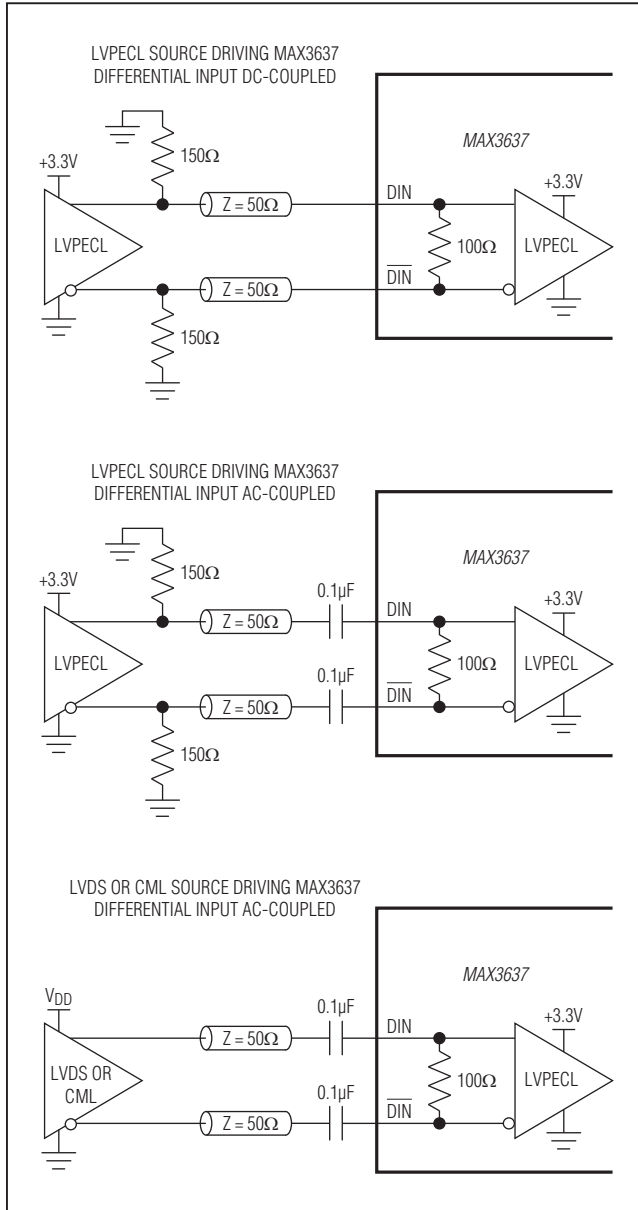 LVPECL SOURCE DRIVING MAX3637
DIFFERENTIAL INPUT DC-COUPLED
MAX3637
150Ω
+3.3V
+3.3V
Z = 50Ω
DIN
LVPECL
100Ω
LVPECL
Z = 50Ω
DIN
150Ω
LVPECL SOURCE DRIVING MAX3637
DIFFERENTIAL INPUT AC-COUPLED
MAX3637
150Ω
+3.3V
0.1µF
+3.3V
Z = 50Ω
DIN
LVPECL
0.1µF
100Ω
LVPECL
Z = 50Ω
DIN
150Ω
LVDS OR CML SOURCE DRIVING MAX3637
DIFFERENTIAL INPUT AC-COUPLED
MAX3637
VDD
0.1µF
+3.3V
Z = 50Ω
DIN
LVDS OR
CML
0.1µF
100Ω
LVPECL
Z = 50Ω
DIN